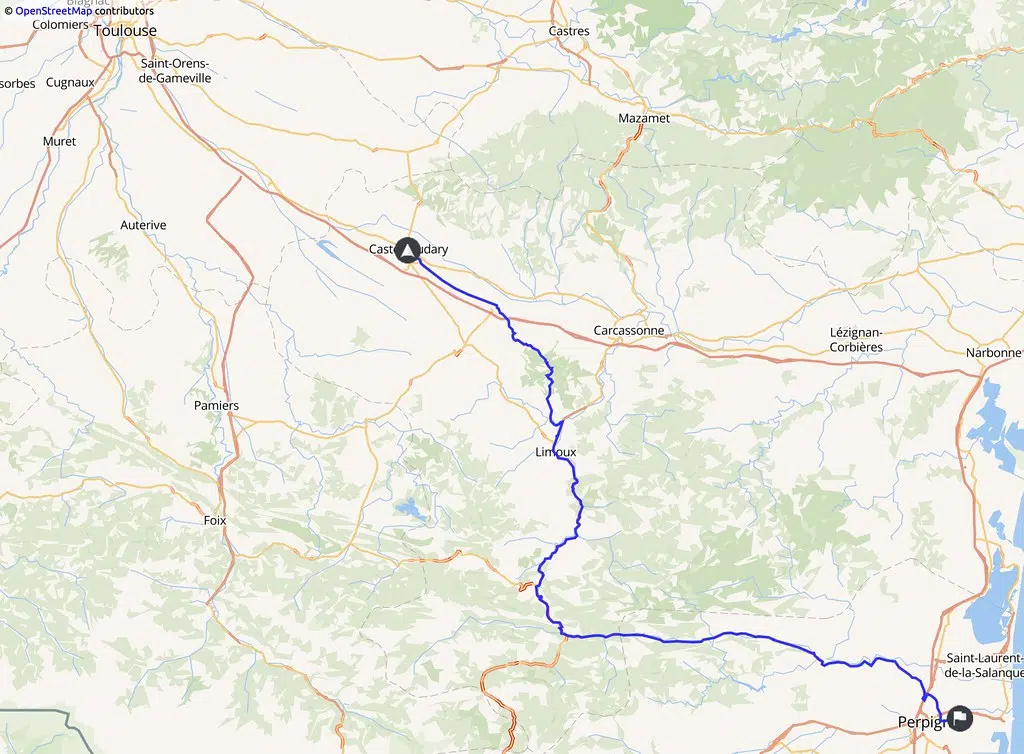 © OpenStreetMap contributors
Blagnac
Colomiers
Toulouse
Castres
Saint-Orens-
de-Gameville
Cugnaux
Mazamet
Muret
Auterive
Carcassonne
Lézignan-
Corbières
Narbonne
Pamiers
Limoux
Foix
Saint-Laurent-
de-la-Salanque